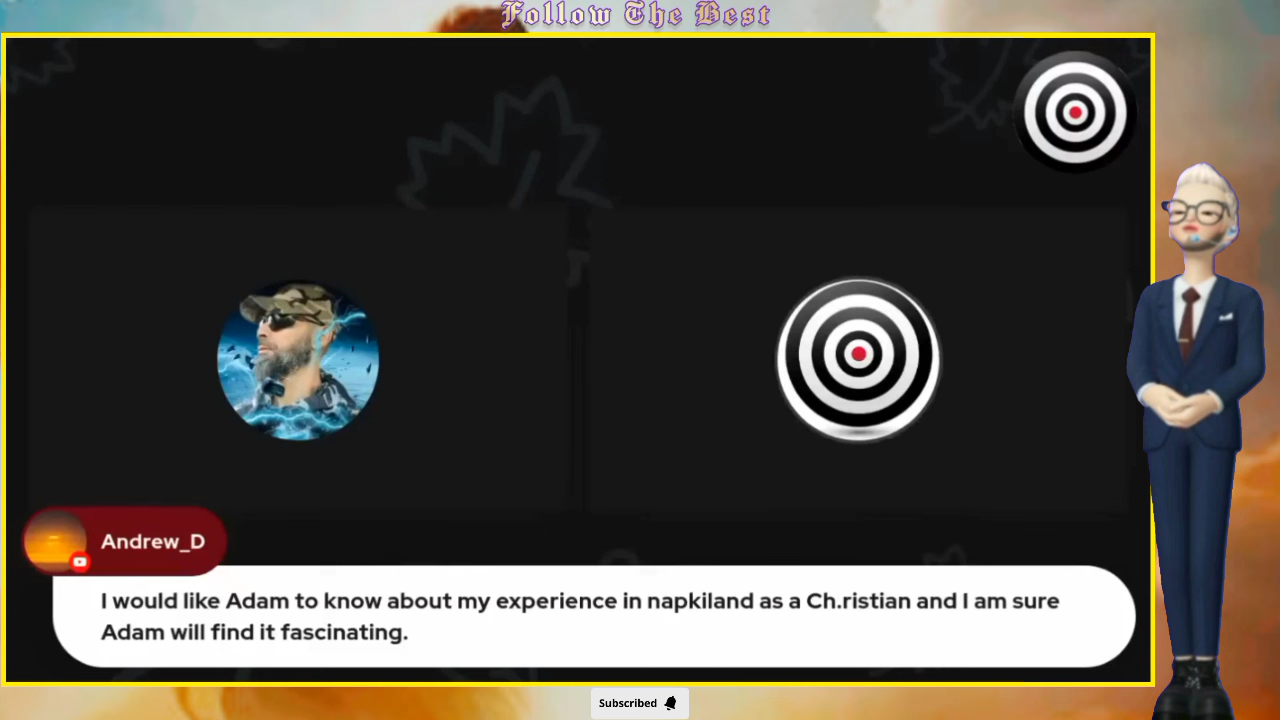 Follow The Best
Andrew_D
I would like Adam to know about my experience in napkiland as a Ch.ristian and I am sure
Adam will find it fascinating.
Subscribed